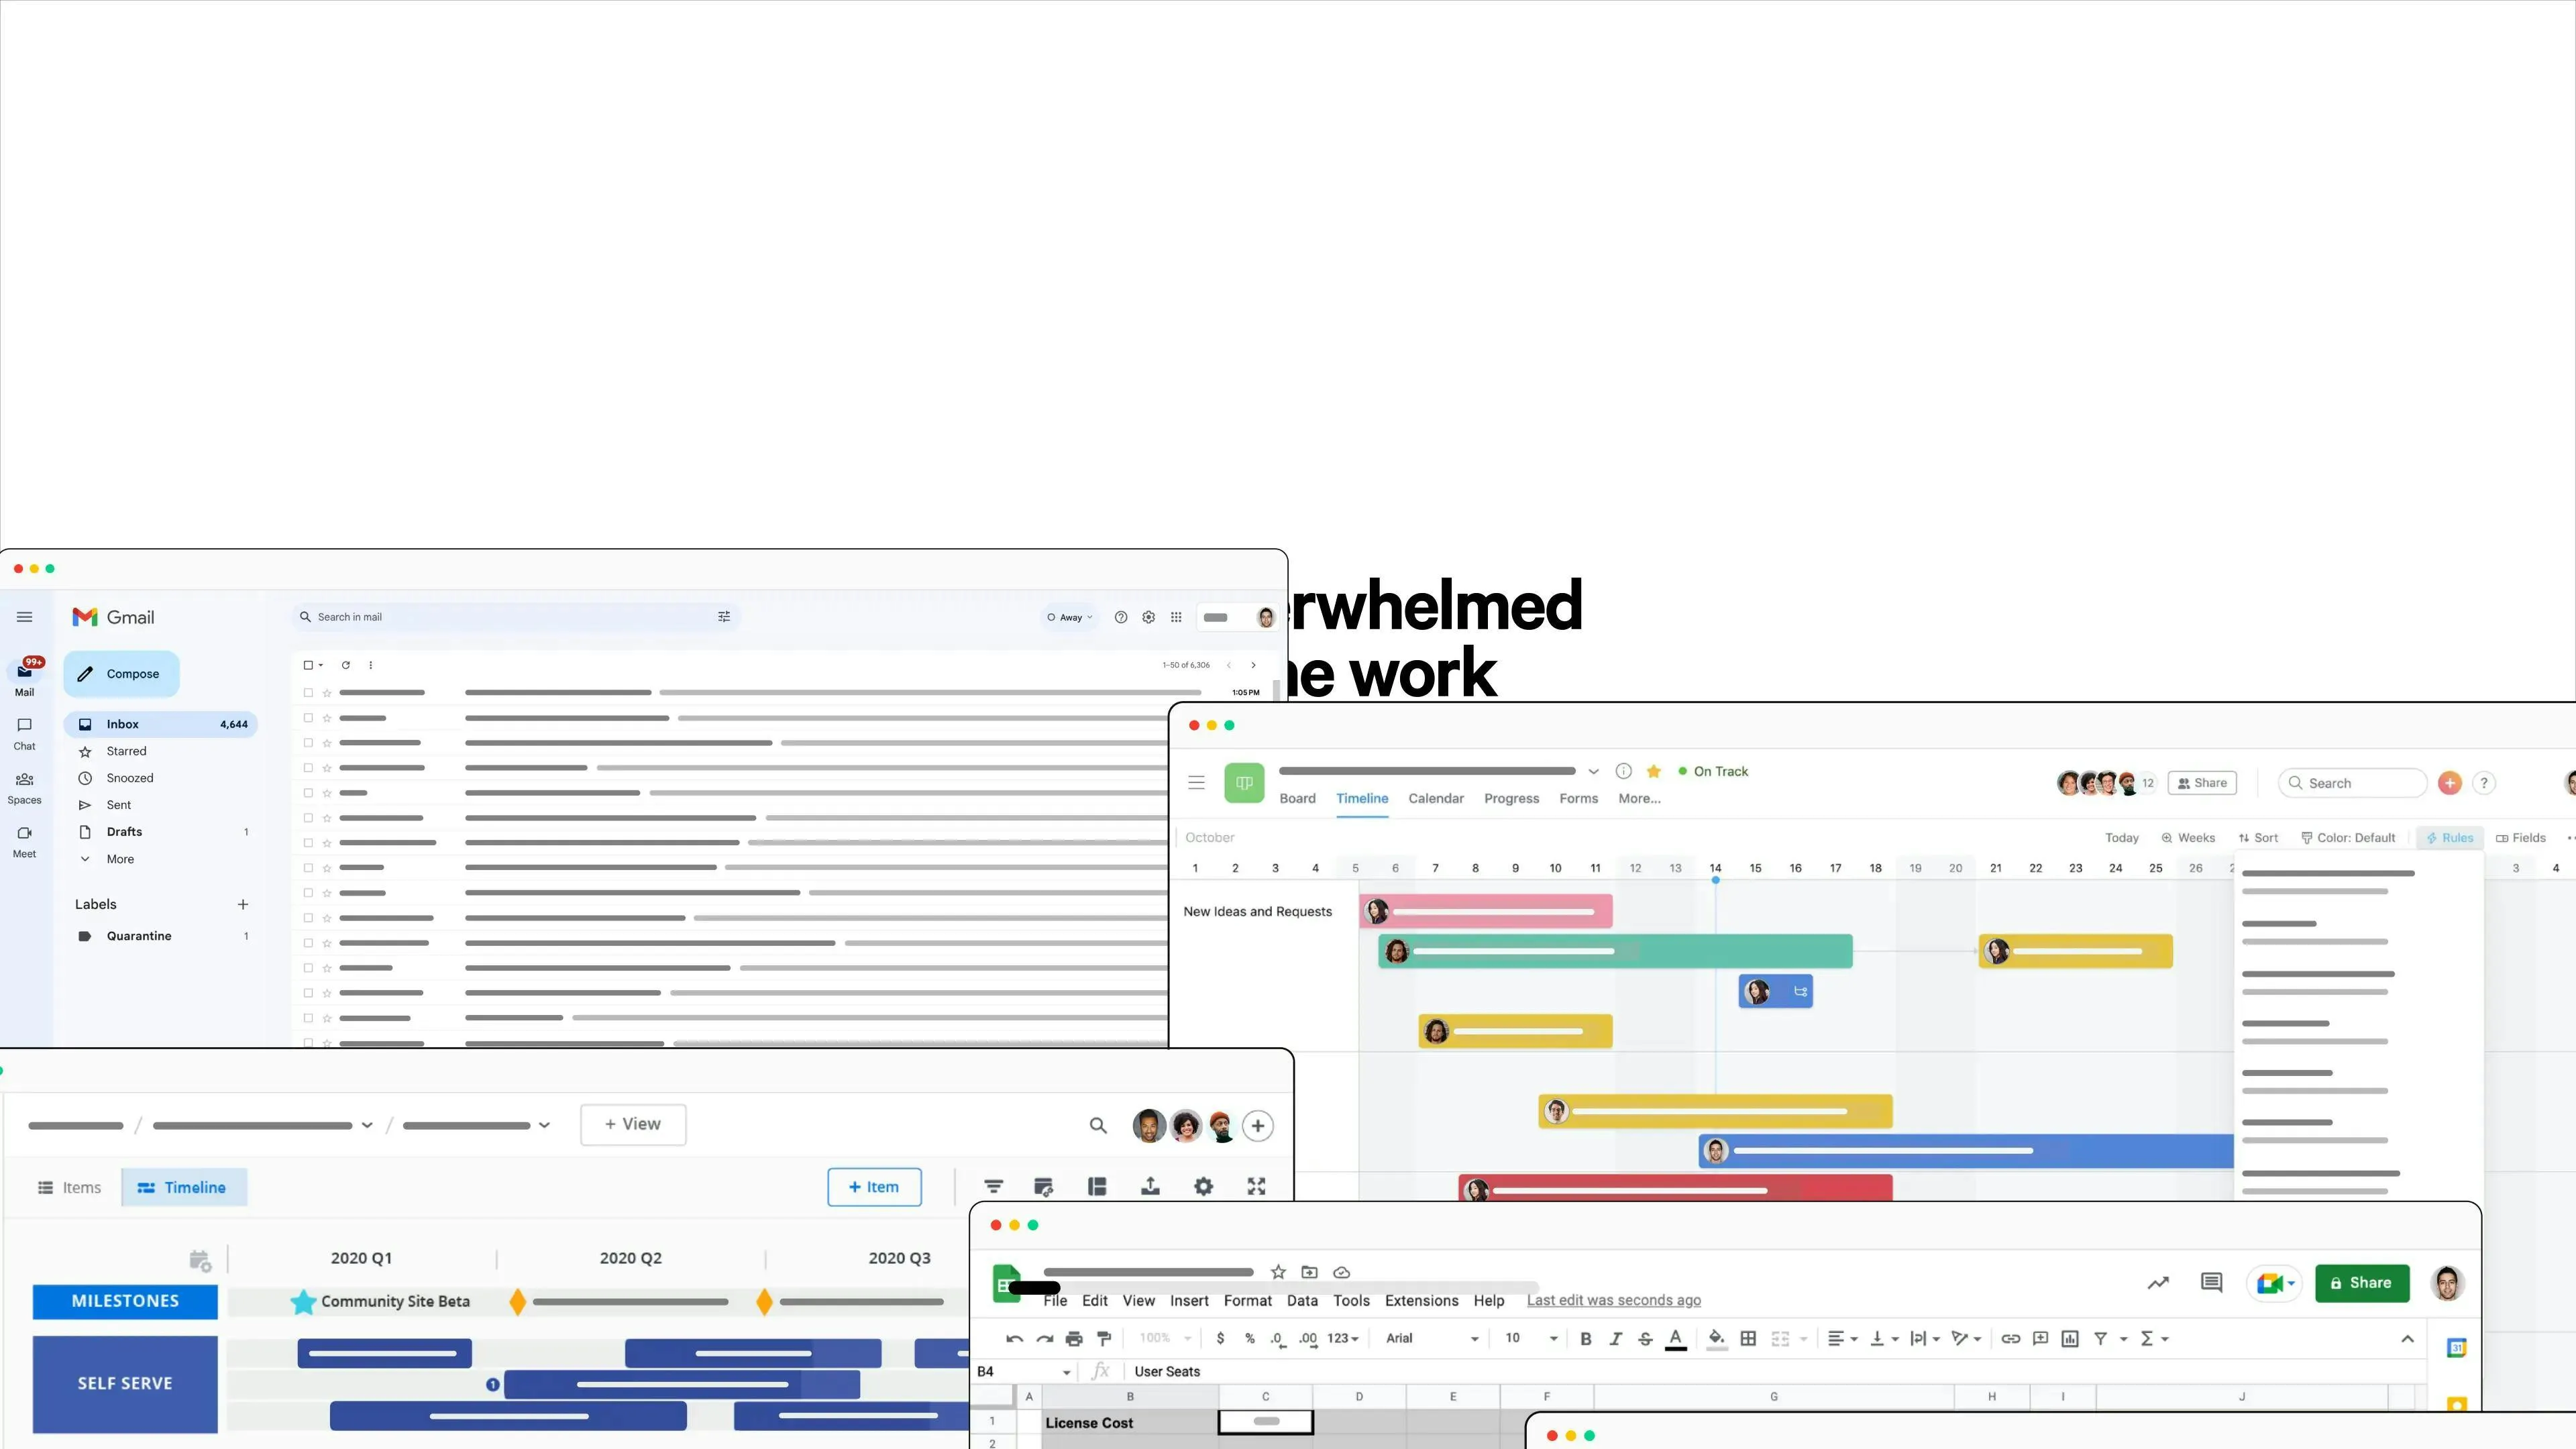 erwhelmed
he work
Gmail
Search in mail
Away
99+
Mail
Compose
1-50 of 6,306
1:05 PM
Inbox 4,644
Chat
Starred
Snoozed
Spaces
Sent
Drafts 1
Meet
More
Labels
Quarantine 1
On Track
Board Timeline Calendar Progress Forms More...
12 Share Search ?
October
Today Weeks Sort Color: Default Rules Fields
1 2 3 4 5 6 7 8 9 10 11 12 13 14 15 16 17 18 19 20 21 22 23 24 25 26 3 4
New Ideas and Requests
/ / + View
Items Timeline
+ Item
2020 Q1 2020 Q2 2020 Q3
MILESTONES Community Site Beta
SELF SERVE
1
File Edit View Insert Format Data Tools Extensions Help Last edit was seconds ago
Share
100% $ % .0 .00 123 Arial 10 B I S A
31
B4 fx User Seats
A B C D E F G H I J
1 License Cost
2